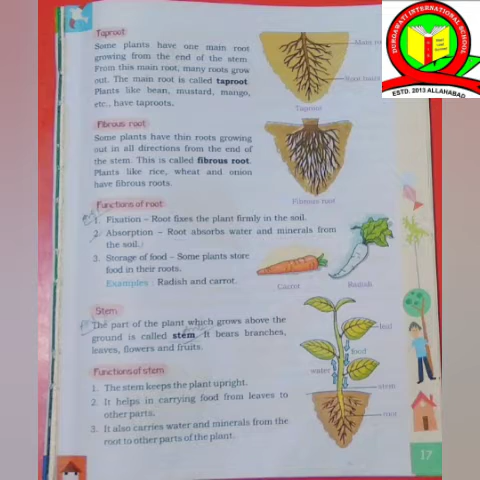 Taproot
Some plants have one main root
growing from the end of the stem.
From this main root, many roots grow
out. The main root is called taproot.
Plants like bean, mustard, mango,
etc., have taproots.
Main
Root hairs
Taproot
Fibrous root
Some plants have thin roots growing
out in all directions from the end of
the stem. This is called fibrous root.
Plants like rice, wheat and onion
have fibrous roots.
Fibrous root
Functions of root
1. Fixation – Root fixes the plant firmly in the soil.
2. Absorption – Root absorbs water and minerals from
the soil.
3. Storage of food – Some plants store
food in their roots.
Examples : Radish and carrot.
Carrot
Radish
Stem
The part of the plant which grows above the
ground is called stem. It bears branches,
leaves, flowers and fruits.
leaf
food
water
stem
root
Functions of stem
1. The stem keeps the plant upright.
2. It helps in carrying food from leaves to
other parts.
3. It also carries water and minerals from the
root to other parts of the plant.
17
DURGAWATI INTERNATIONAL SCHOOL
ESTD. 2013 ALLAHABAD